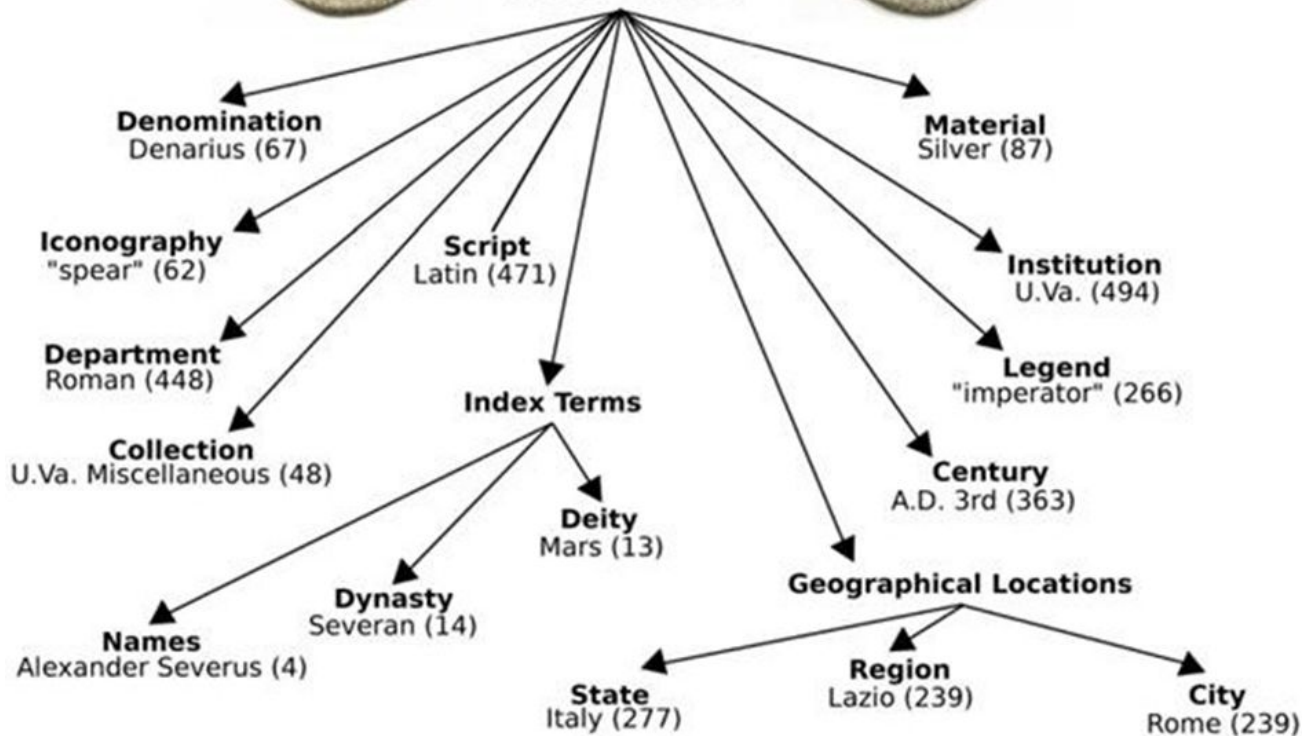 Denomination
Denarius (67)
Material
Silver (87)
Iconography
"spear" (62)
Script
Latin (471)
Institution
U.Va. (494)
Department
Roman (448)
Legend
"imperator" (266)
Index Terms
Collection
U.Va. Miscellaneous (48)
Century
A.D. 3rd (363)
Deity
Mars (13)
Geographical Locations
Dynasty
Severan (14)
Names
Alexander Severus (4)
State
Italy (277)
Region
Lazio (239)
City
Rome (239)